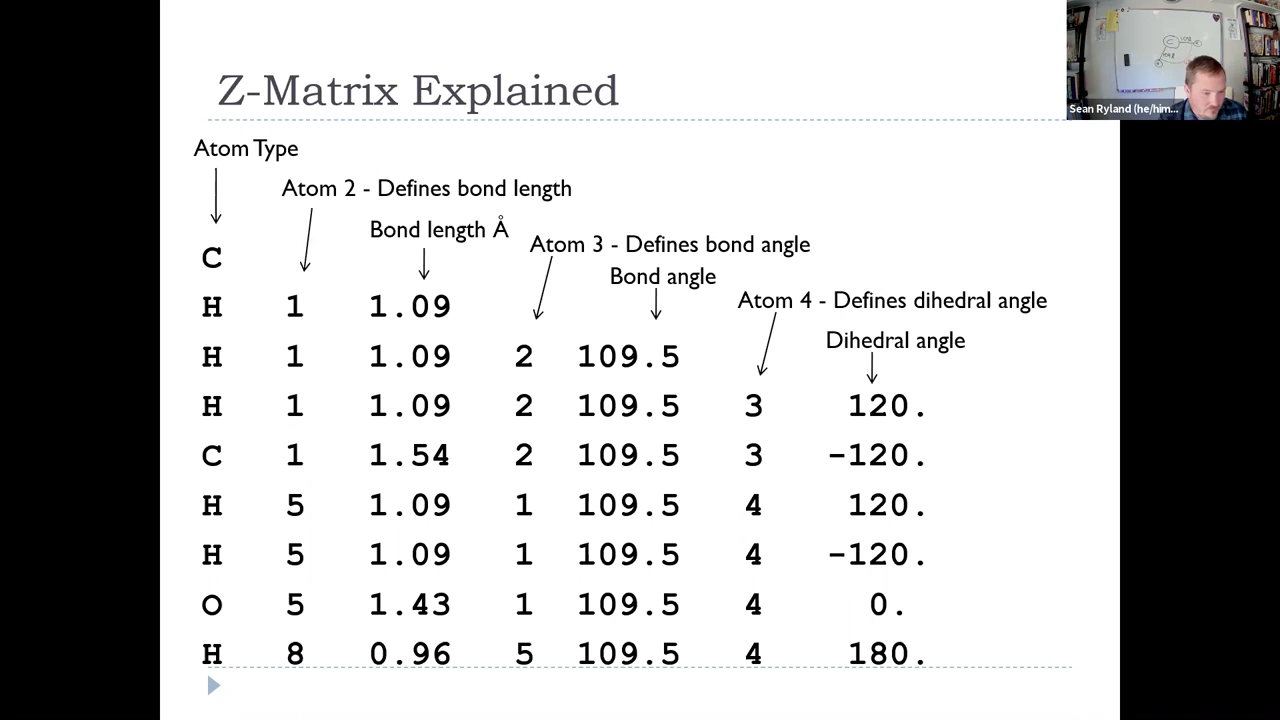 Z-Matrix Explained
Sean Ryland (he/him...
Atom Type
Atom 2 - Defines bond length
Bond length Å
Atom 3 - Defines bond angle
Bond angle
Atom 4 - Defines dihedral angle
Dihedral angle
C
H 1 1.09
H 1 1.09 2 109.5
H 1 1.09 2 109.5 3 120.
C 1 1.54 2 109.5 3 -120.
H 5 1.09 1 109.5 4 120.
H 5 1.09 1 109.5 4 -120.
O 5 1.43 1 109.5 4 0.
H 8 0.96 5 109.5 4 180.